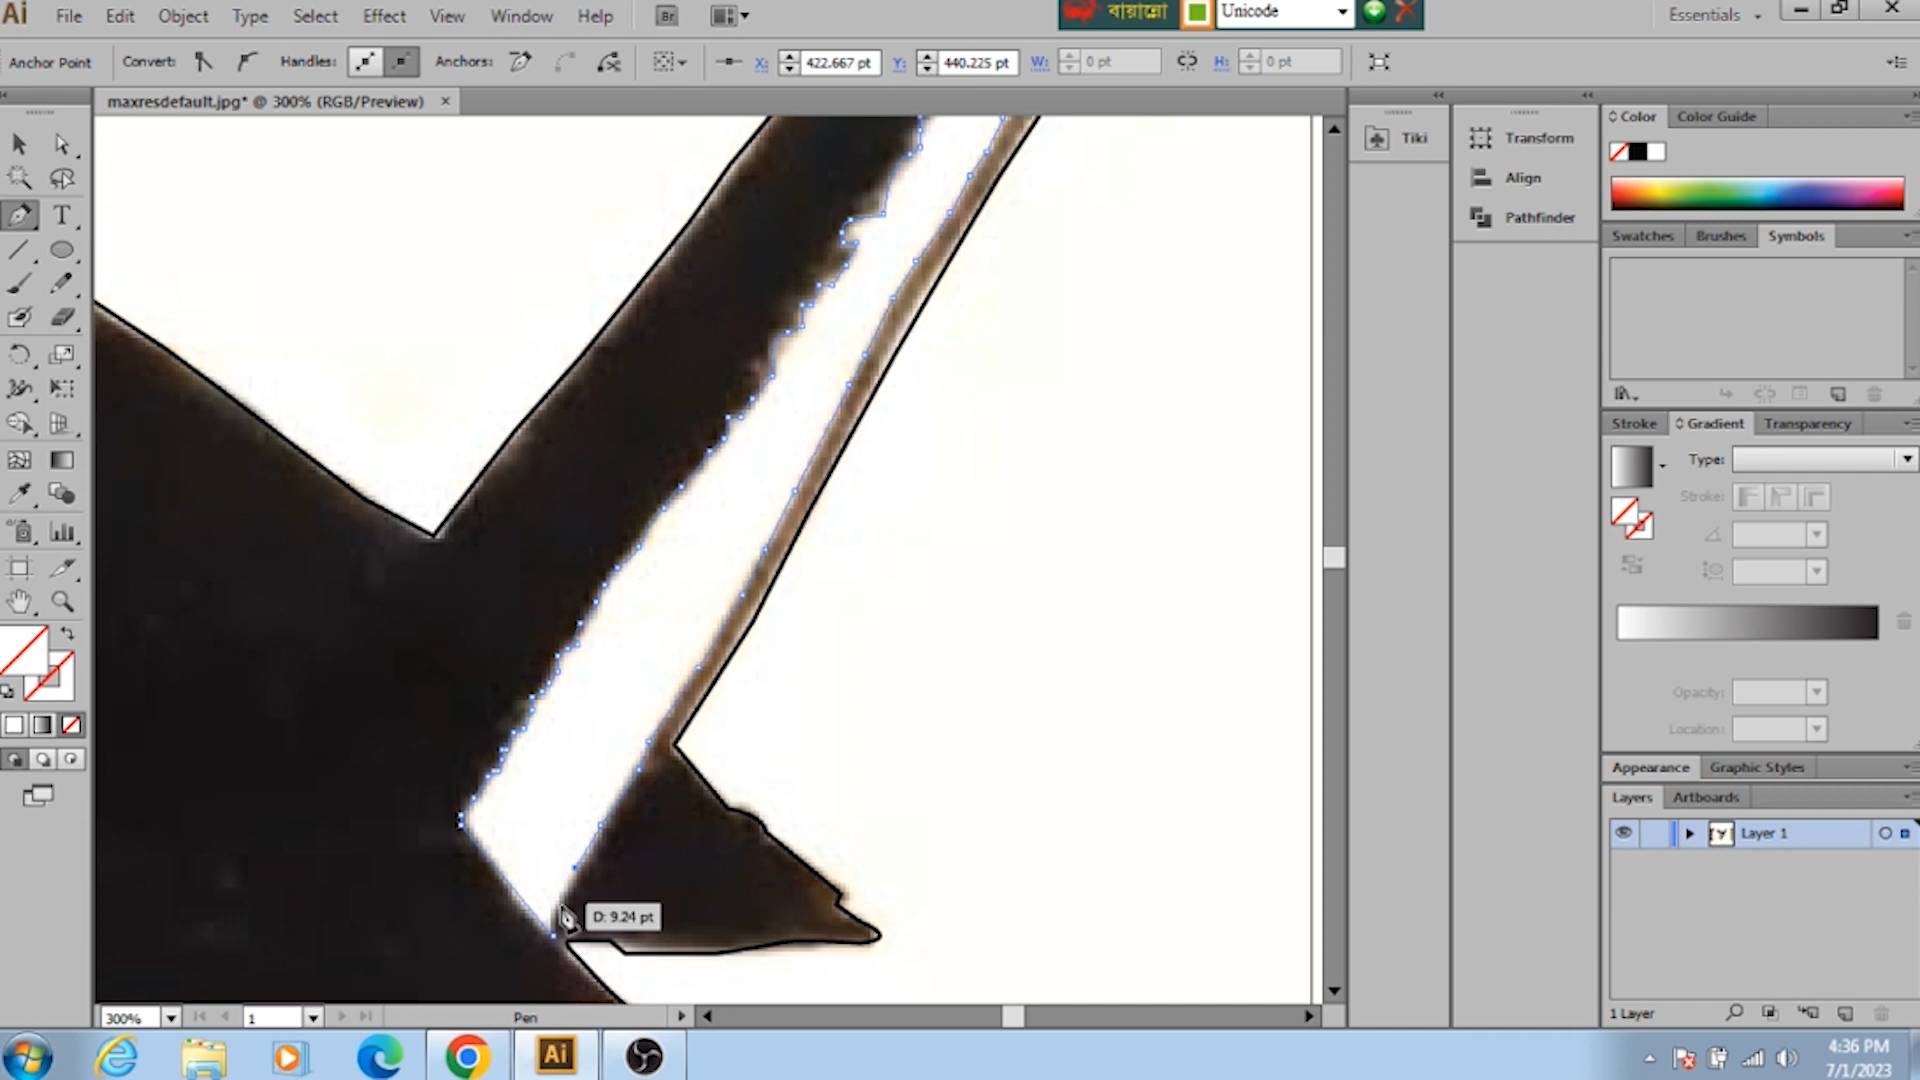 Ai File Edit Object Type Select Effect View Window Help Br বায়ান্নো Unicode Essentials
Anchor Point Convert: Handles: Anchors: X: 422.667 pt Y: 440.225 pt W: 0 pt H: 0 pt
maxresdefault.jpg* @ 300% (RGB/Preview) ×
Tiki
Transform
Align
Pathfinder
Color Color Guide
Swatches Brushes Symbols
Stroke Gradient Transparency
Type:
Stroke:
Opacity:
Location:
Appearance Graphic Styles
Layers Artboards
Layer 1
1 Layer
D: 9.24 pt
300% 1 Pen
Ai
4:36 PM
7/1/2023